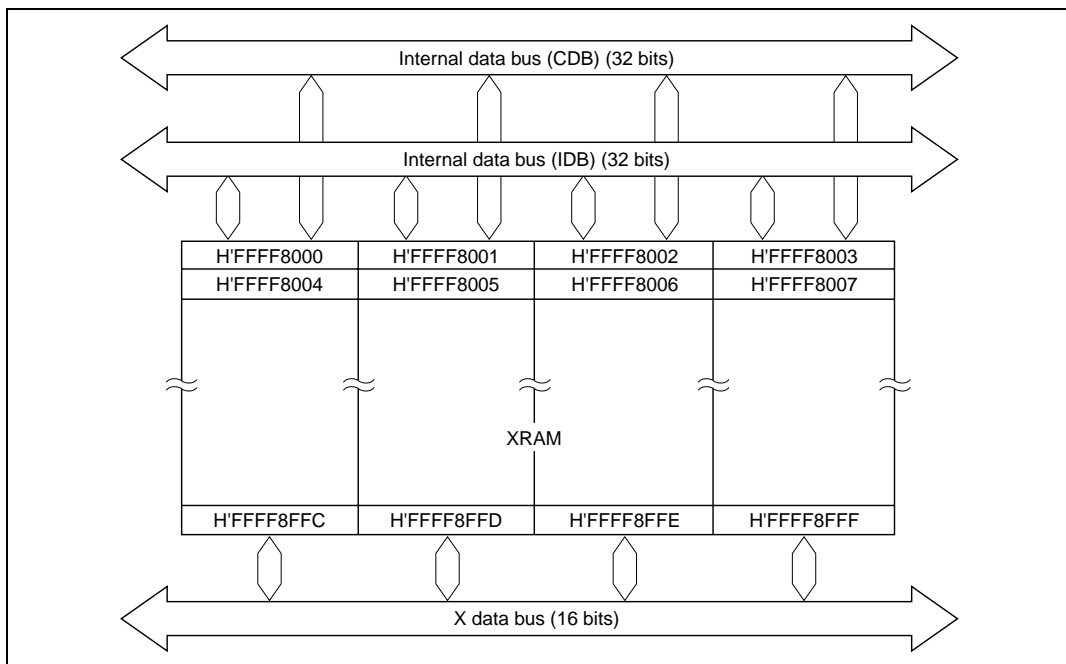 Internal data bus (CDB) (32 bits)
Internal data bus (IDB) (32 bits)
H'FFFF8000 H'FFFF8001 H'FFFF8002 H'FFFF8003
H'FFFF8004 H'FFFF8005 H'FFFF8006 H'FFFF8007
XRAM
H'FFFF8FFC H'FFFF8FFD H'FFFF8FFE H'FFFF8FFF
X data bus (16 bits)